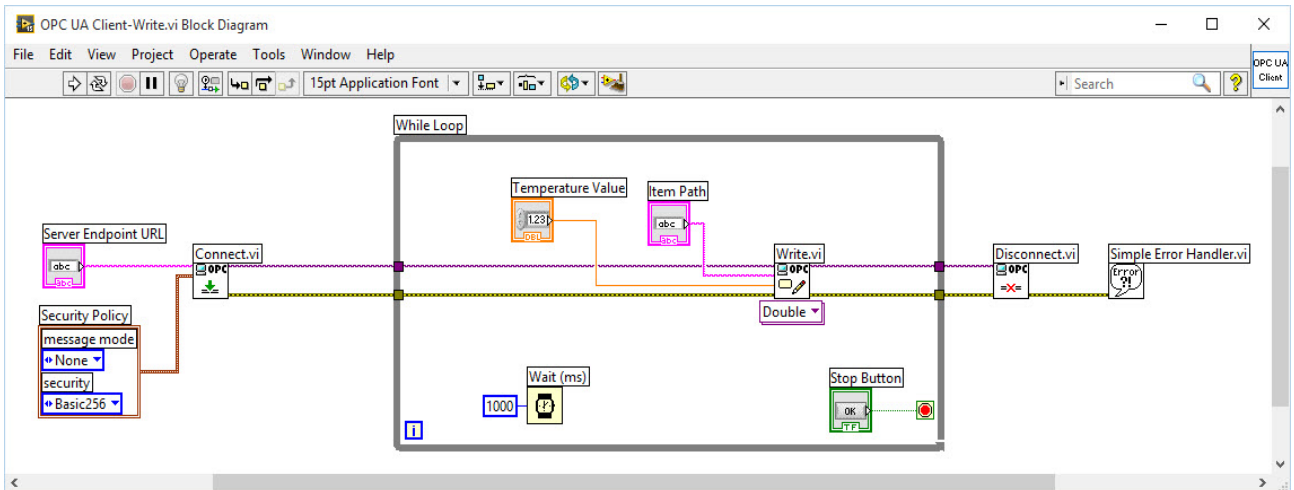 OPC UA Client-Write.vi Block Diagram
File Edit View Project Operate Tools Window Help
15pt Application Font
Search
OPC UA
Client
While Loop
Temperature Value
1.23
DBL
Item Path
abc
abc
Server Endpoint URL
abc
abc
Connect.vi
OPC
Write.vi
OPC
Double
Disconnect.vi
OPC
=X=
Simple Error Handler.vi
Error
?!
Security Policy
message mode
None
security
Basic256
Wait (ms)
1000
Stop Button
OK
TF
i